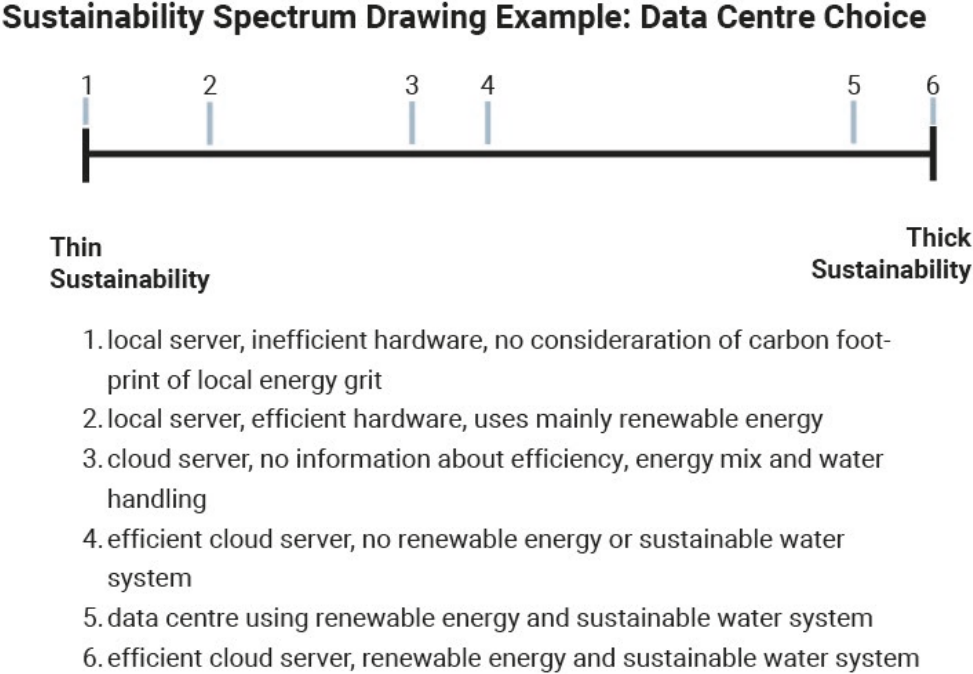 Sustainability Spectrum Drawing Example: Data Centre Choice
1 2 3 4 5 6
Thin
Sustainability
Thick
Sustainability
1. local server, inefficient hardware, no consideraration of carbon foot-
print of local energy grit
2. local server, efficient hardware, uses mainly renewable energy
3. cloud server, no information about efficiency, energy mix and water
handling
4. efficient cloud server, no renewable energy or sustainable water
system
5. data centre using renewable energy and sustainable water system
6. efficient cloud server, renewable energy and sustainable water system